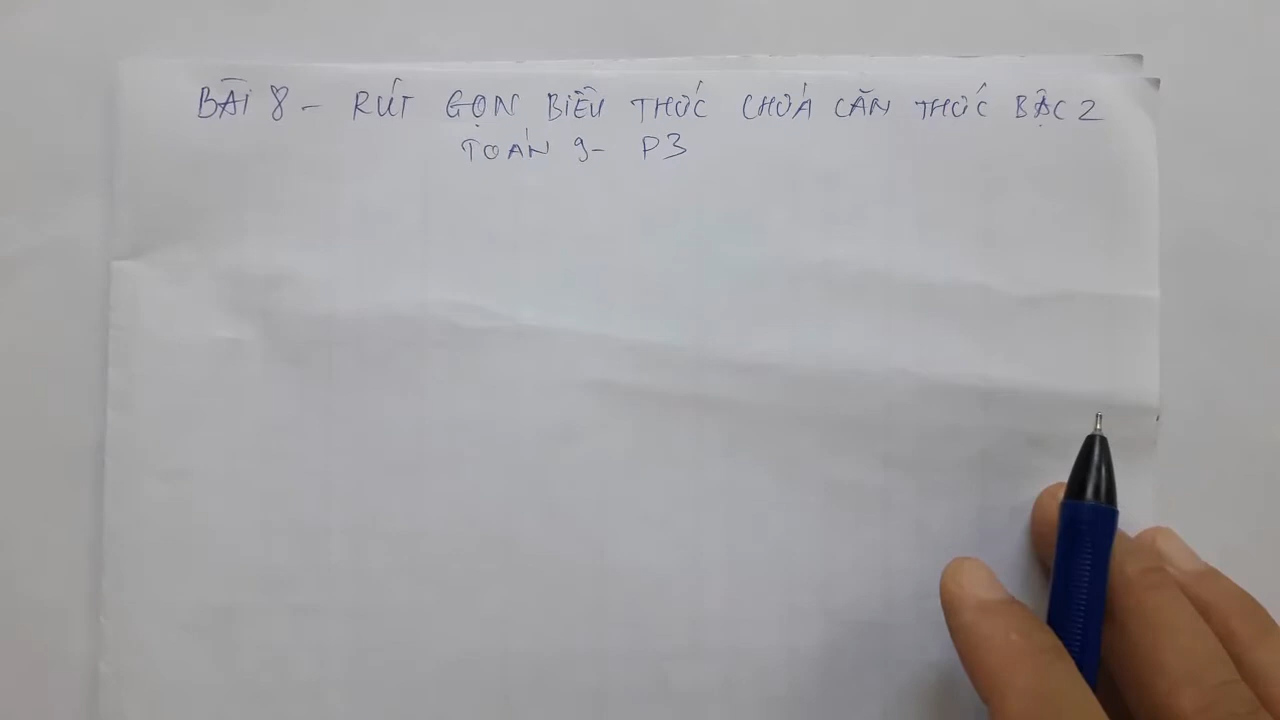 BÀI 8 - RÚT GỌN BIỂU THỨC CHỨA CĂN THỨC BẬC 2
TOÁN 9 - P3